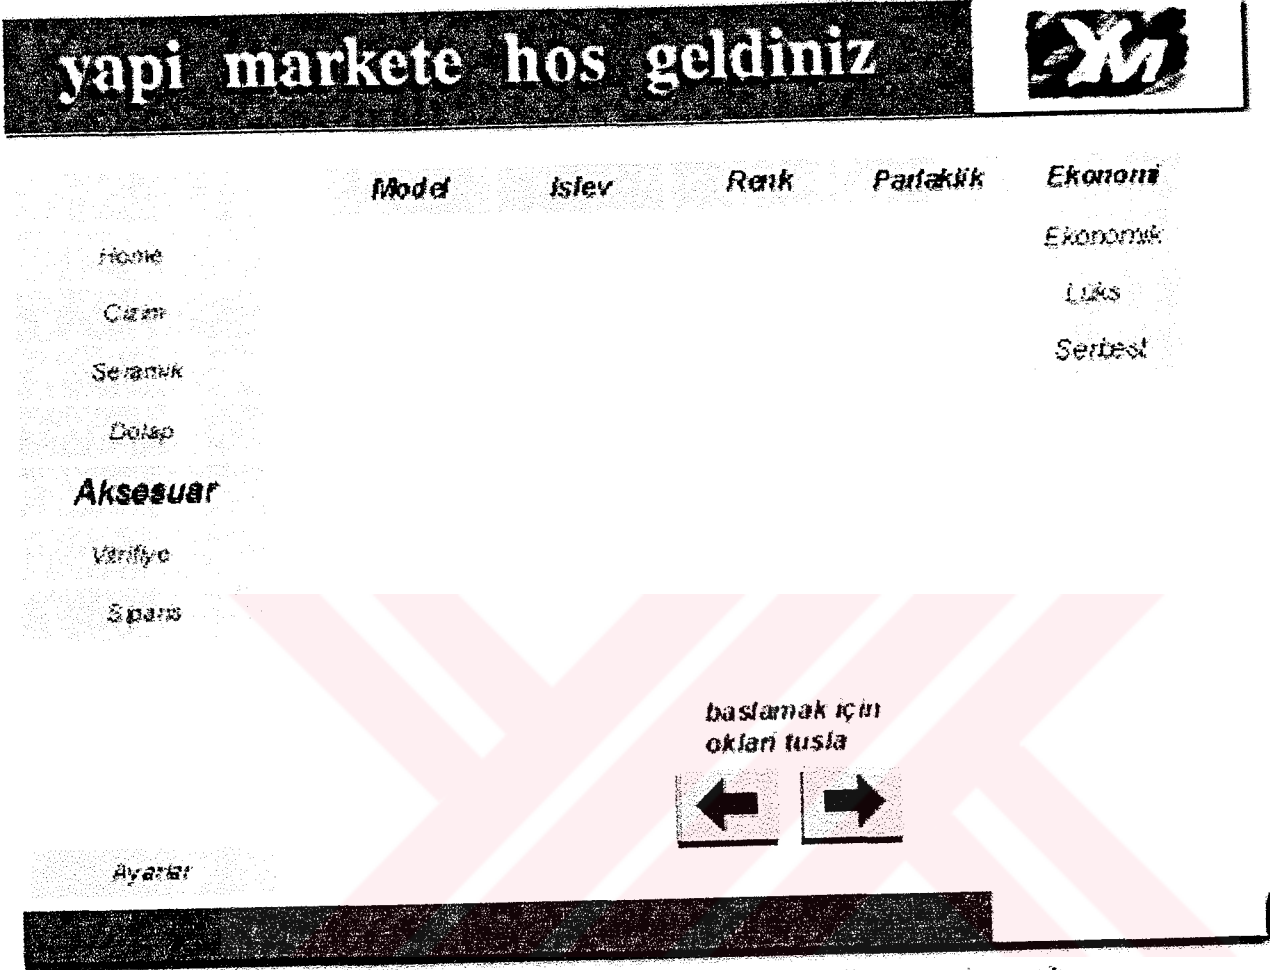 yapi markete hos geldiniz
YM
Model Islev Renk Parlaklik Ekonomi
Home
Ekonomik
Cizim
Lüks
Seramik
Serbest
Dolap
Aksesuar
Vitrifiye
Siparis
baslamak için
oklari tusla
Ayarlar